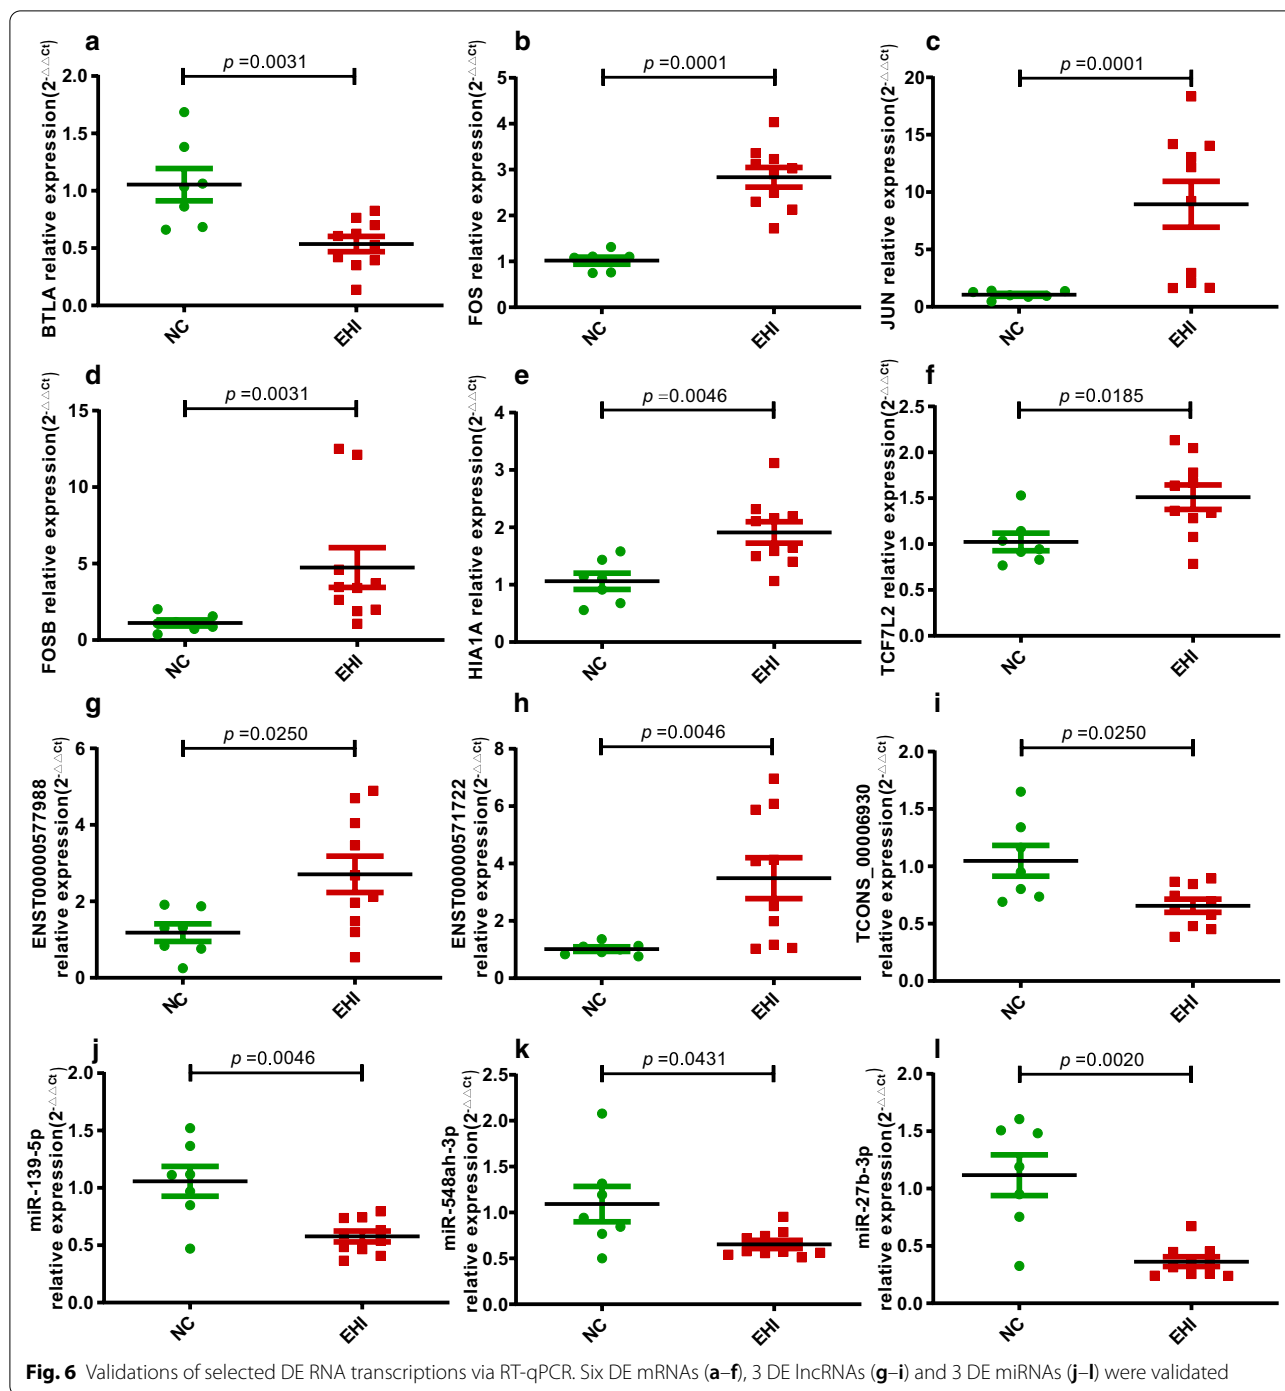 a
p =0.0031
BTLA relative expression(2-△△Ct)
2.0
1.5
1.0
0.5
0.0
NC
EHI
b
p =0.0001
FOS relative expression(2-△△Ct)
5
4
3
2
1
0
NC
EHI
c
p =0.0001
JUN relative expression(2-△△Ct)
20
15
10
5
0
NC
EHI
d
p =0.0031
FOSB relative expression(2-△△Ct)
15
10
5
0
NC
EHI
e
p =0.0046
HIA1A relative expression(2-△△Ct)
4
3
2
1
0
NC
EHI
f
p =0.0185
TCF7L2 relative expression(2-△△Ct)
2.5
2.0
1.5
1.0
0.5
0.0
NC
EHI
g
p =0.0250
ENST00000577988
relative expression(2-△△Ct)
6
4
2
0
NC
EHI
h
p =0.0046
ENST00000571722
relative expression(2-△△Ct)
8
6
4
2
0
NC
EHI
i
p =0.0250
TCONS_00006930
relative expression(2-△△Ct)
2.0
1.5
1.0
0.5
0.0
NC
EHI
j
p =0.0046
miR-139-5p
relative expression(2-△△Ct)
2.0
1.5
1.0
0.5
0.0
NC
EHI
k
p =0.0431
miR-548ah-3p
relative expression(2-△△Ct)
2.5
2.0
1.5
1.0
0.5
0.0
NC
EHI
l
p =0.0020
miR-27b-3p
relative expression(2-△△Ct)
2.0
1.5
1.0
0.5
0.0
NC
EHI
Fig. 6 Validations of selected DE RNA transcriptions via RT-qPCR. Six DE mRNAs (a–f), 3 DE lncRNAs (g–i) and 3 DE miRNAs (j–l) were validated